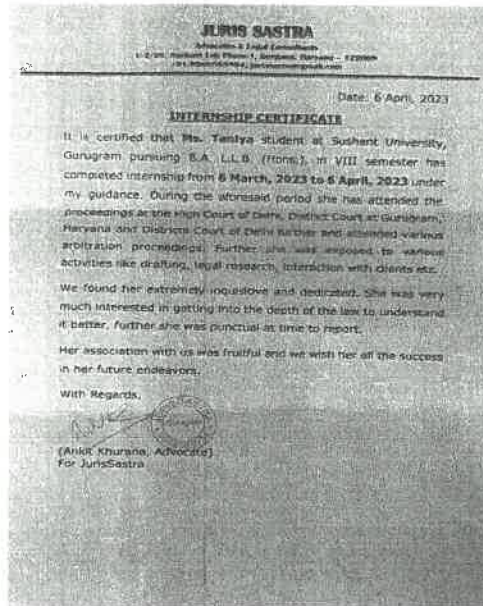 JURIS SASTRA
Advocates & Legal Consultants
Date: 6 April, 2023
INTERNSHIP CERTIFICATE
It is certified that Ms. Taniya student at Sushant University,
Gurugram pursuing B.A. L.L.B. (Hons.), in VIII semester has
completed internship from 6 March, 2023 to 6 April, 2023 under
my guidance. During the aforesaid period she has attended the
proceedings at the High Court of Delhi, District Court at Gurugram,
Haryana and Districts Court of Delhi further and attended various
arbitration proceedings. Further she was exposed to various
activities like drafting, legal research, interaction with clients etc.
We found her extremely inquisitive and dedicated. She was very
much interested in getting into the depth of the law to understand
it better, further she was punctual at time to report.
Her association with us was fruitful and we wish her all the success
in her future endeavors.
With Regards,
(Ankit Khurana, Advocate)
For JurisSastra